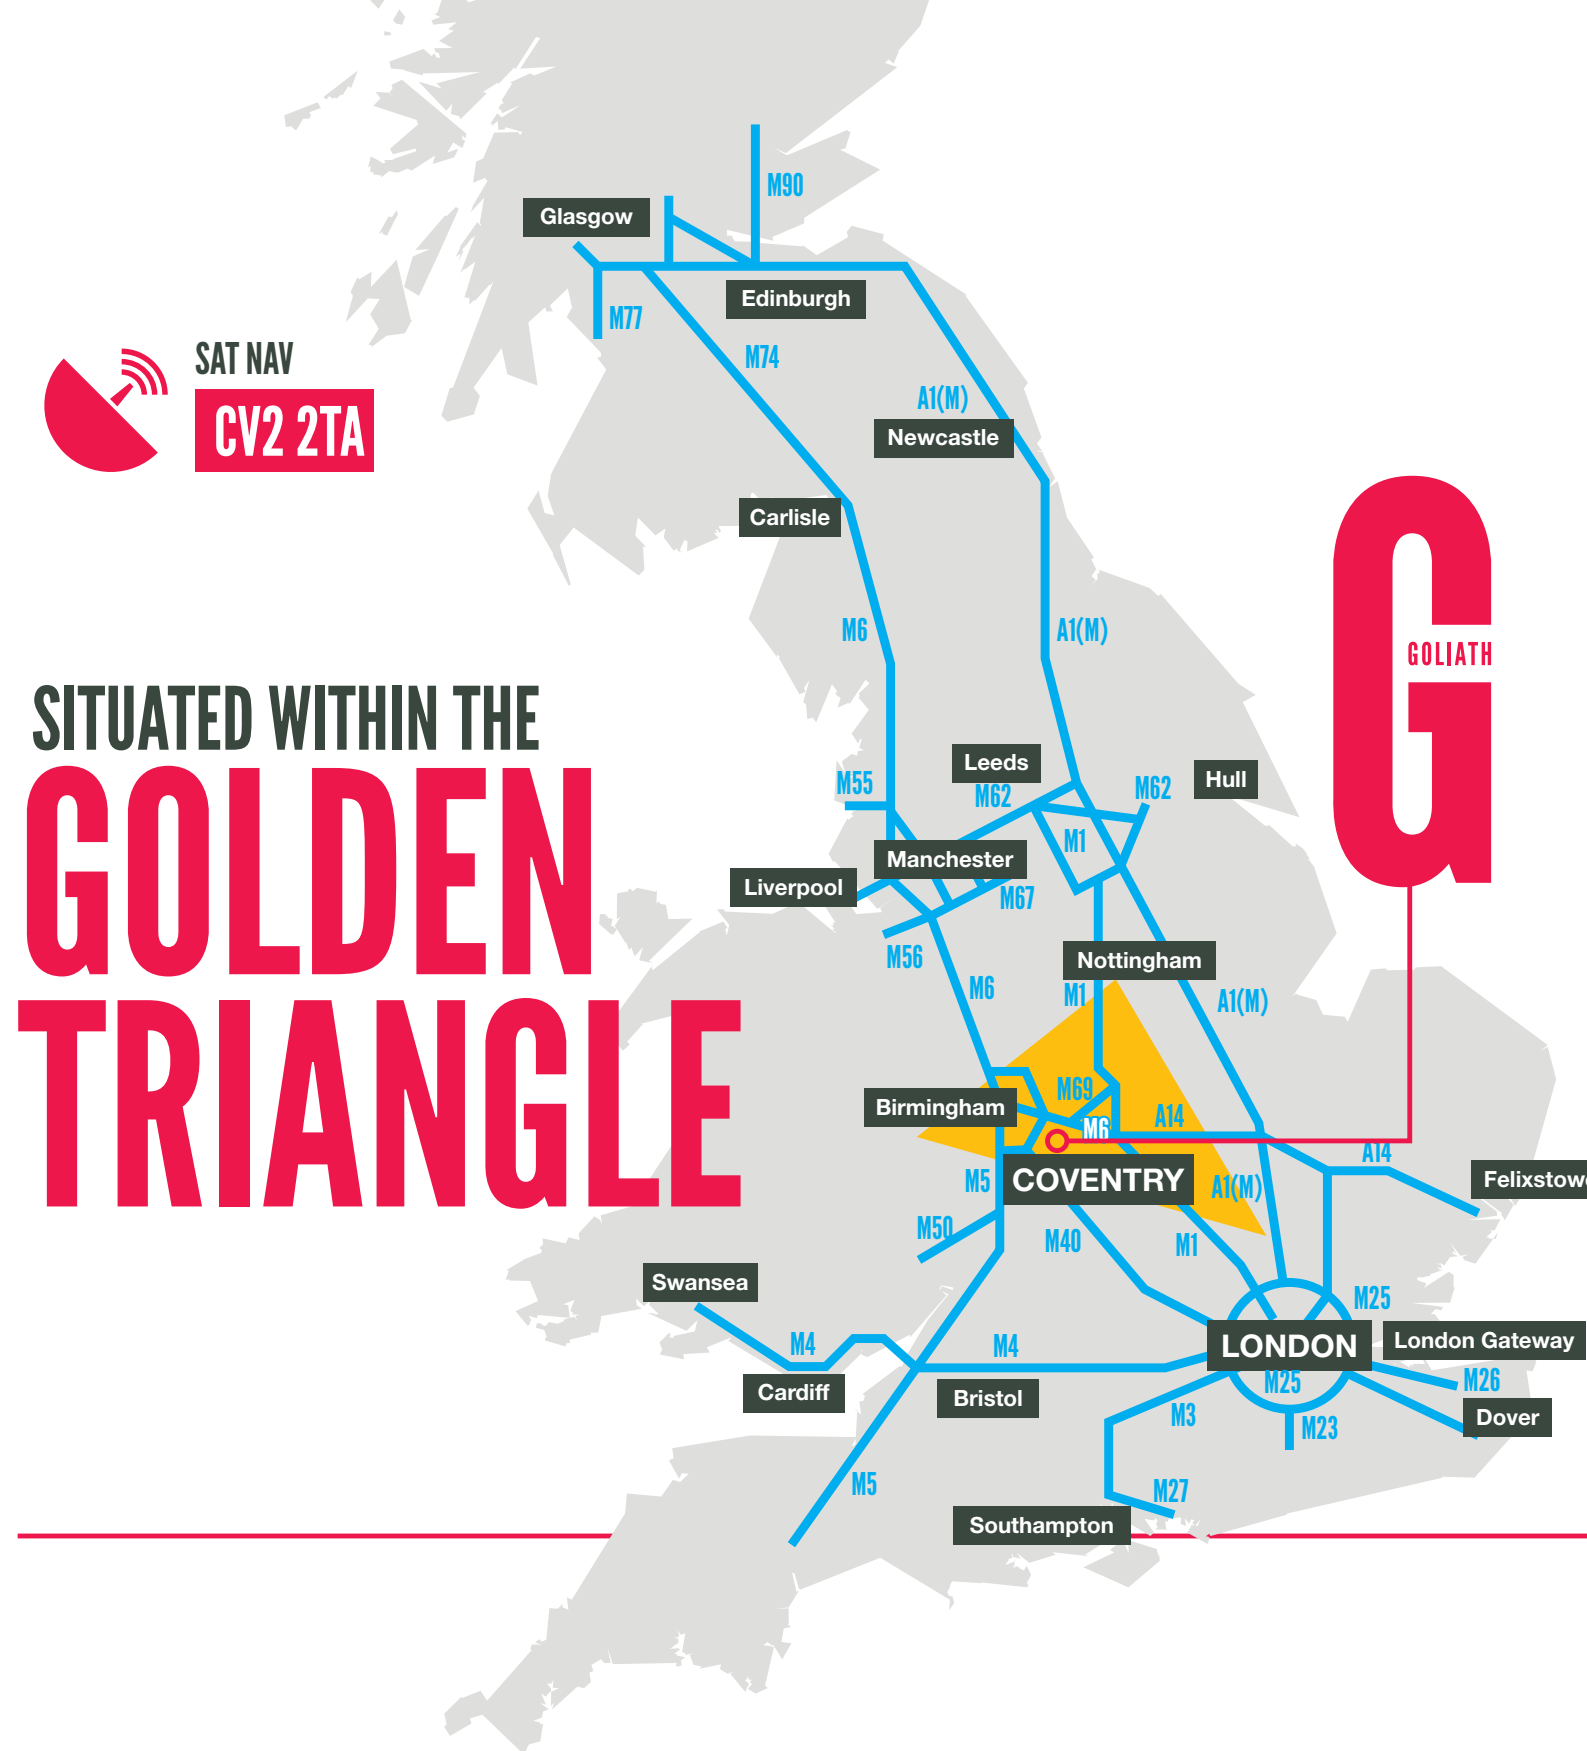 M90
Glasgow
Edinburgh
M77
SAT NAV
CV2 2TA
M74
A1(M)
Newcastle
Carlisle
M6
A1(M)
GOLIATH
SITUATED WITHIN THE
GOLDEN
TRIANGLE
Leeds
Hull
M55
M62
M62
M1
Manchester
Liverpool
M67
M56
Nottingham
M6
M1
A1(M)
M69
Birmingham
M6
A14
A14
COVENTRY
M5
A1(M)
Felixstowe
M50
M40
M1
Swansea
M25
M4
M4
LONDON
London Gateway
Cardiff
Bristol
M25
M26
M3
Dover
M23
M5
M27
Southampton